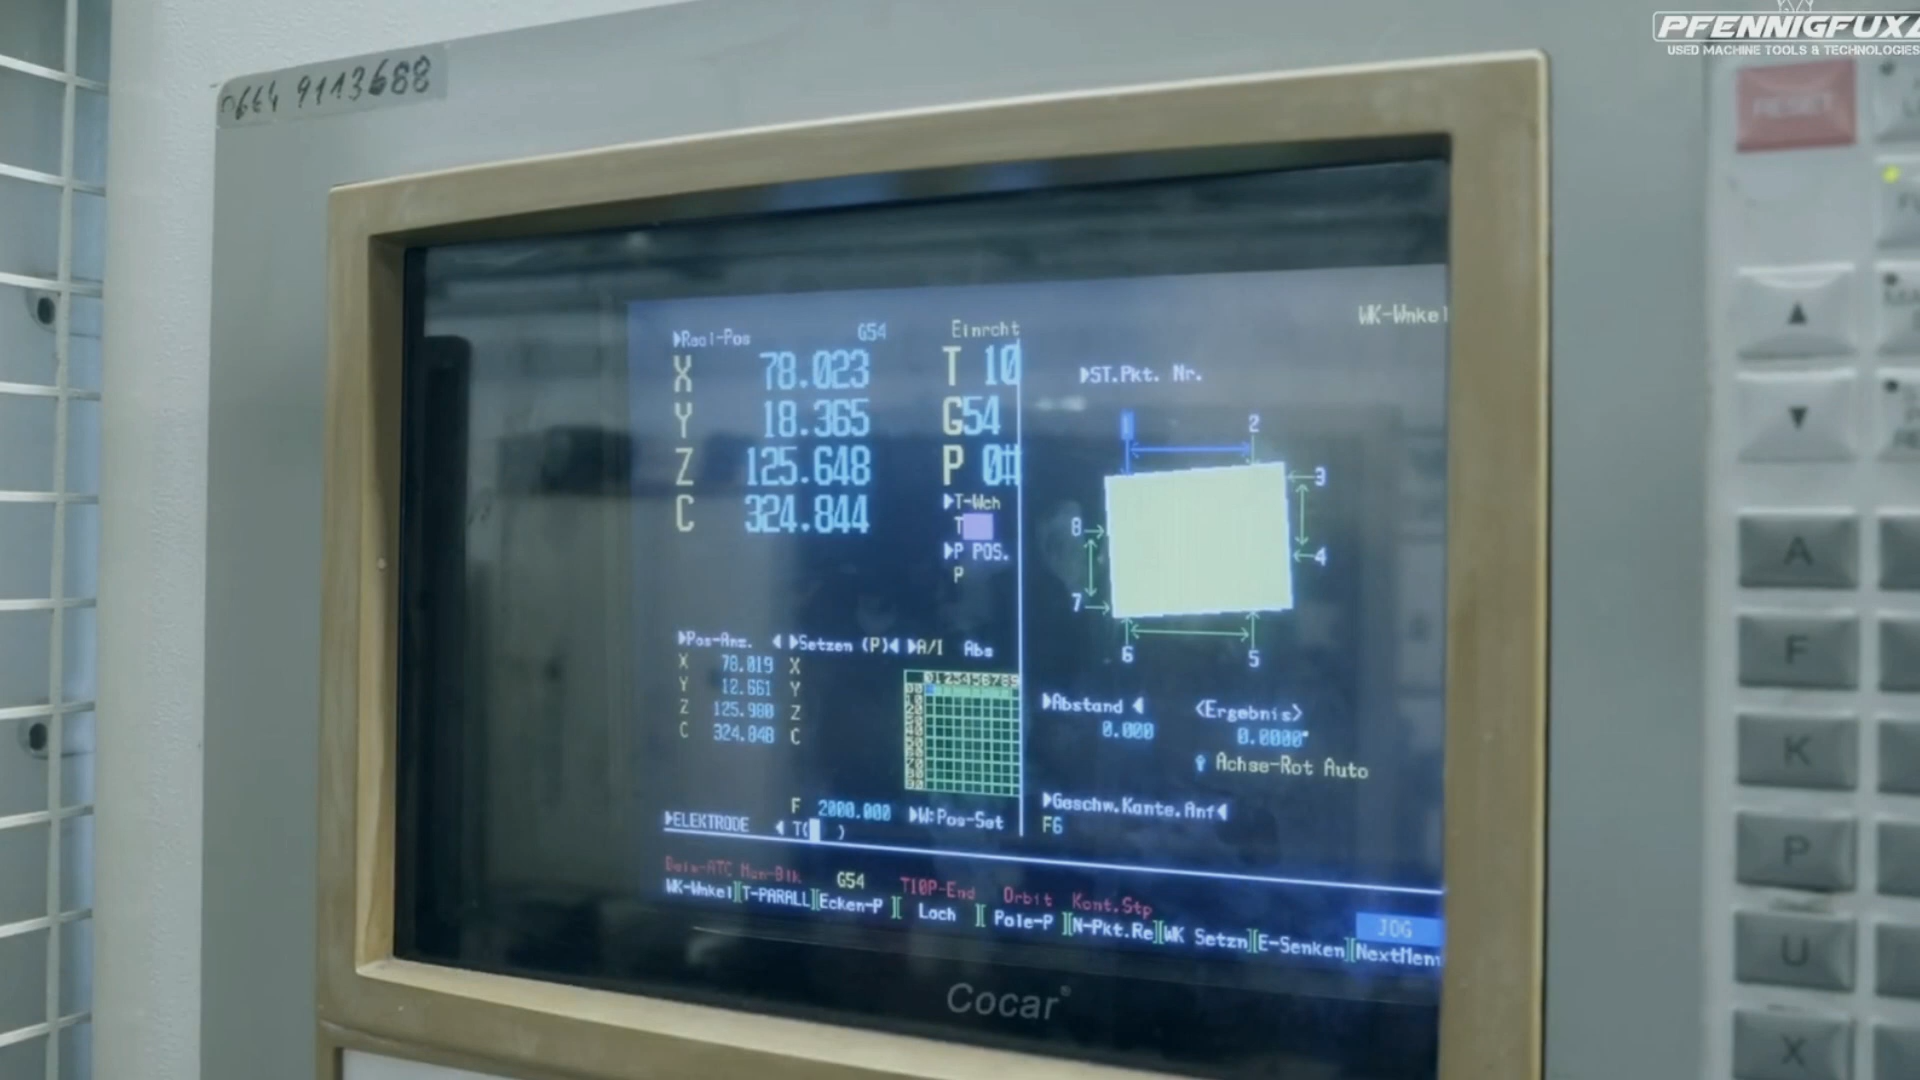 PFENNIGFUXX
USED MACHINE TOOLS & TECHNOLOGIES
0664 9113688
RESET
Real-Pos G54 Einrcht
WK-Wnkel
X 78.023 T 10
Y 18.365 G54
Z 125.648 P 0#
C 324.844
T-Wch
T
P POS.
P
ST.Pkt. Nr.
1 2
3
8 4
7
6 5
Pos-Anz. Setzen (P) A/I Abs
X 78.019 X
Y 12.661 Y
Z 125.980 Z
C 324.848 C
0123456789
F 2000.000 W:Pos-Set
ELEKTRODE T( )
Abstand <Ergebnis>
0.000 0.0000°
Achse-Rot Auto
Geschw.Kante.Anf
F6
G54 T10P-End Orbit Kont.Stp
JOG
WK-Wnkel][T-PARALL][Ecken-P ][ Loch ][ Pole-P ][N-Pkt.Re][WK Setzn][E-Senken][NextMenu
Cocar®
A
F
K
P
U
X